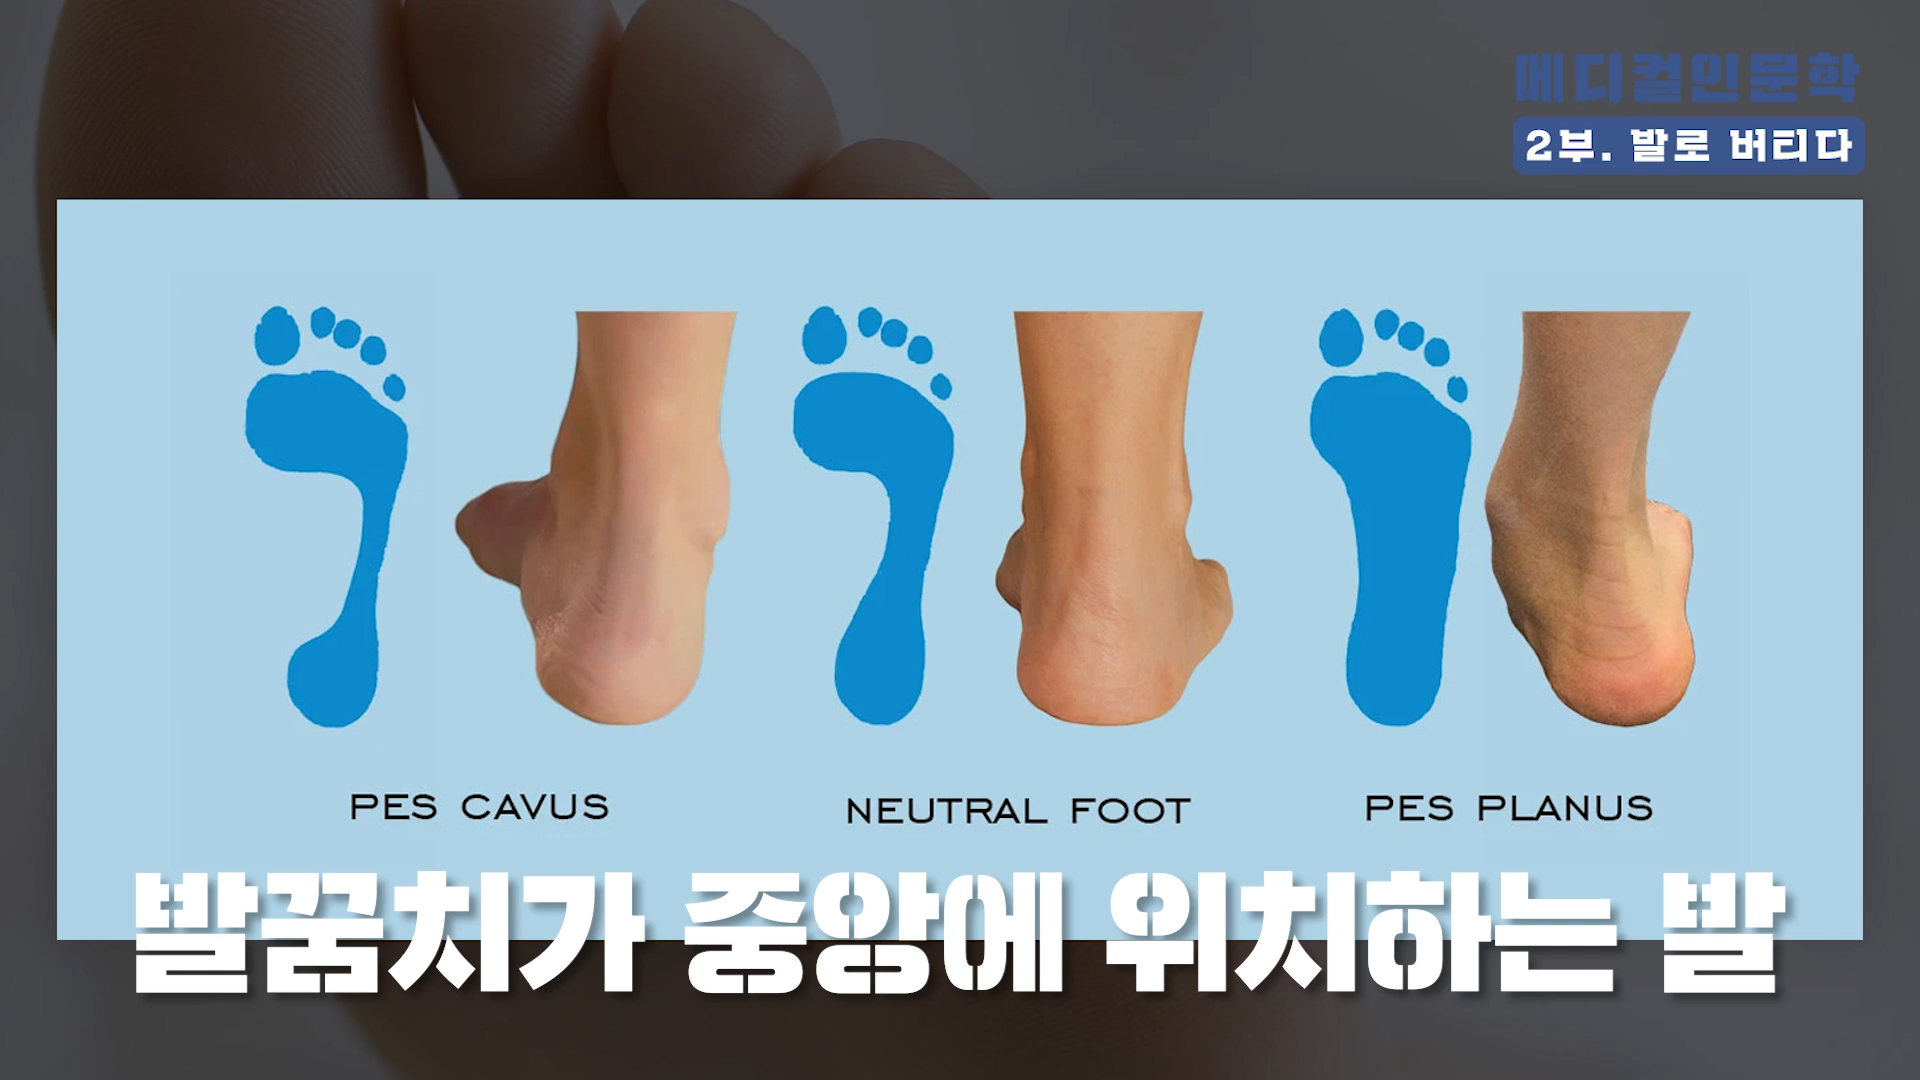 메디컬인문학
2부. 발로 버티다
PES CAVUS
NEUTRAL FOOT
PES PLANUS
발꿈치가 중앙에 위치하는 발